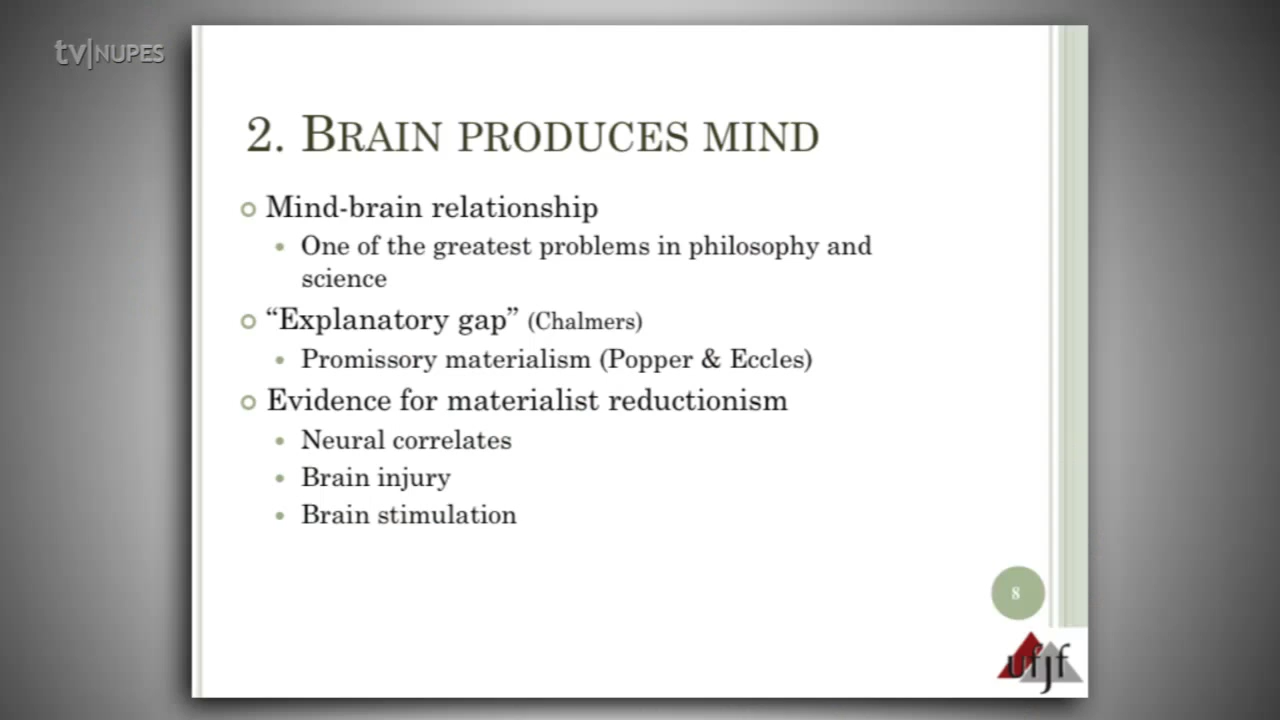 tv|NUPES
2. BRAIN PRODUCES MIND
Mind-brain relationship
One of the greatest problems in philosophy and
science
“Explanatory gap” (Chalmers)
Promissory materialism (Popper & Eccles)
Evidence for materialist reductionism
Neural correlates
Brain injury
Brain stimulation
8
ufjf